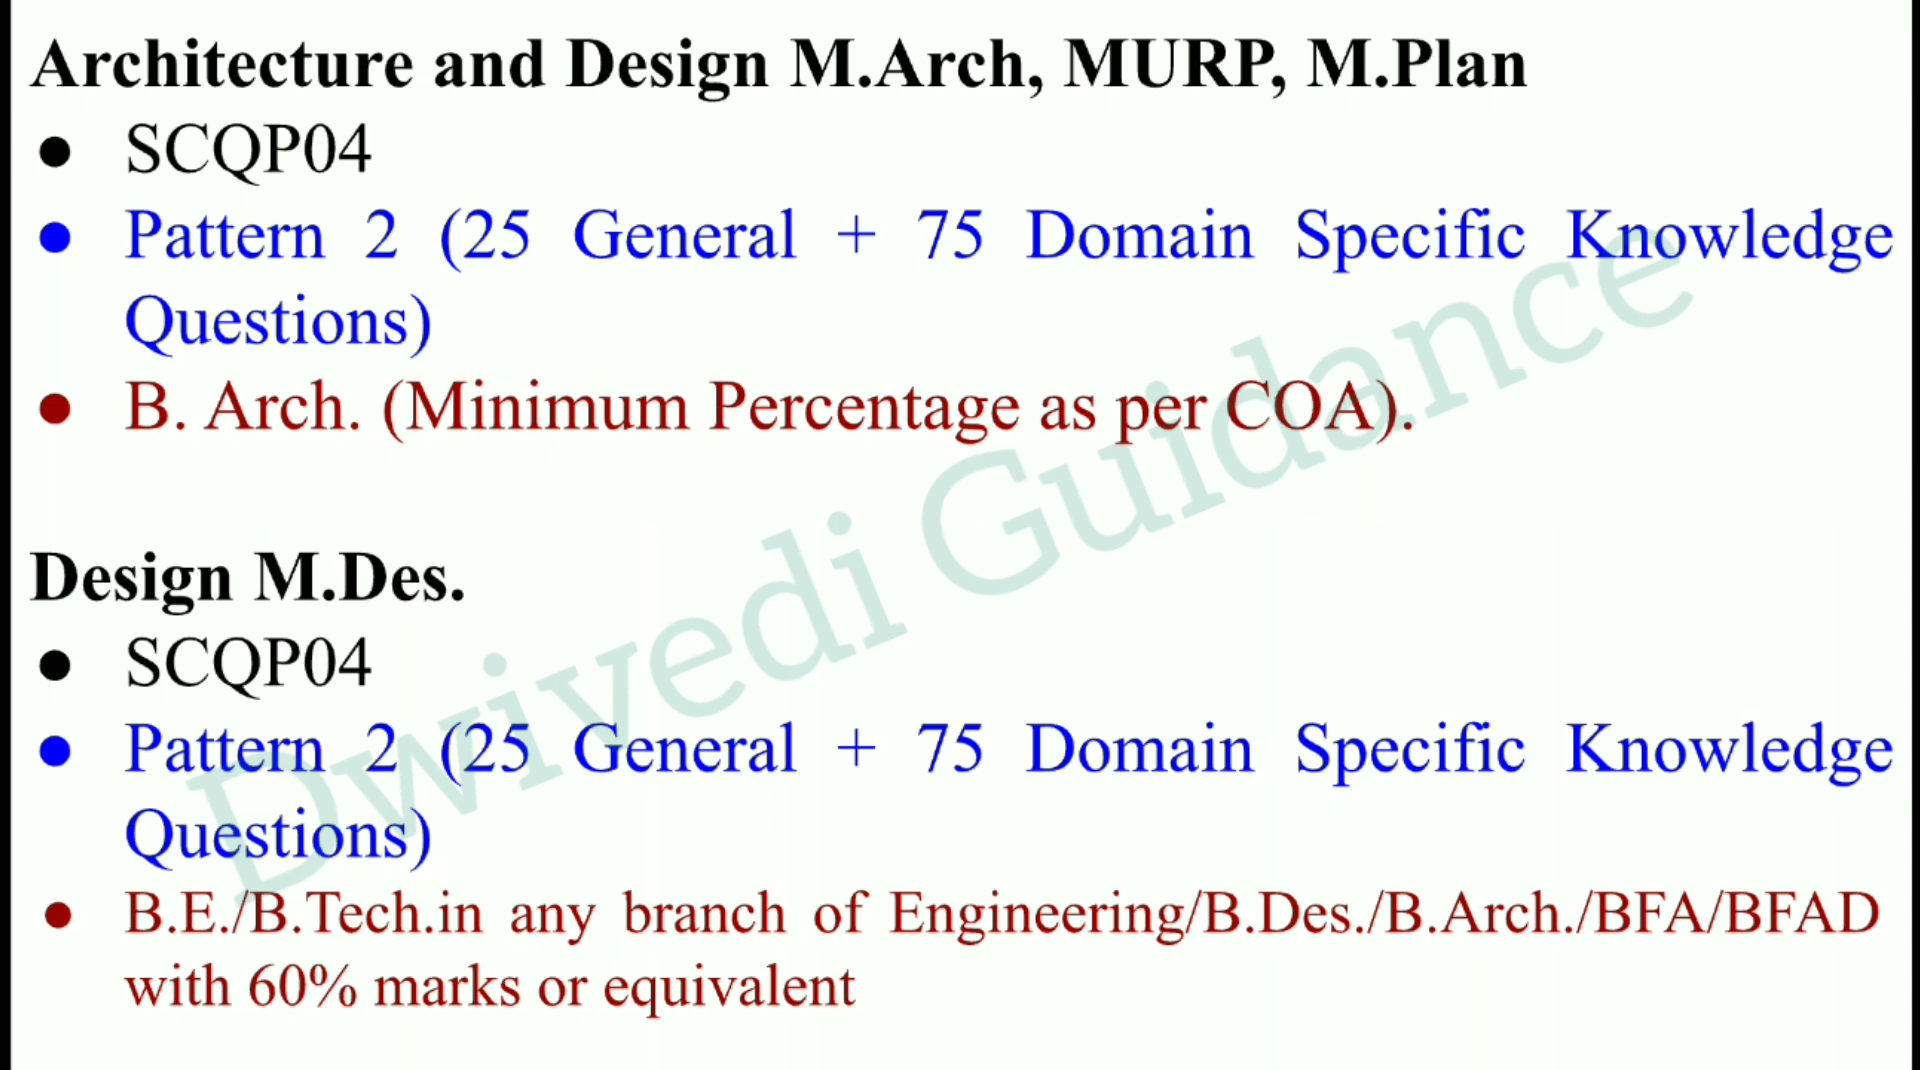 Architecture and Design M.Arch, MURP, M.Plan
● SCQP04
● Pattern 2 (25 General + 75 Domain Specific Knowledge
Questions)
● B. Arch. (Minimum Percentage as per COA).
Design M.Des.
● SCQP04
● Pattern 2 (25 General + 75 Domain Specific Knowledge
Questions)
● B.E./B.Tech.in any branch of Engineering/B.Des./B.Arch./BFA/BFAD
with 60% marks or equivalent
Dwivedi Guidance